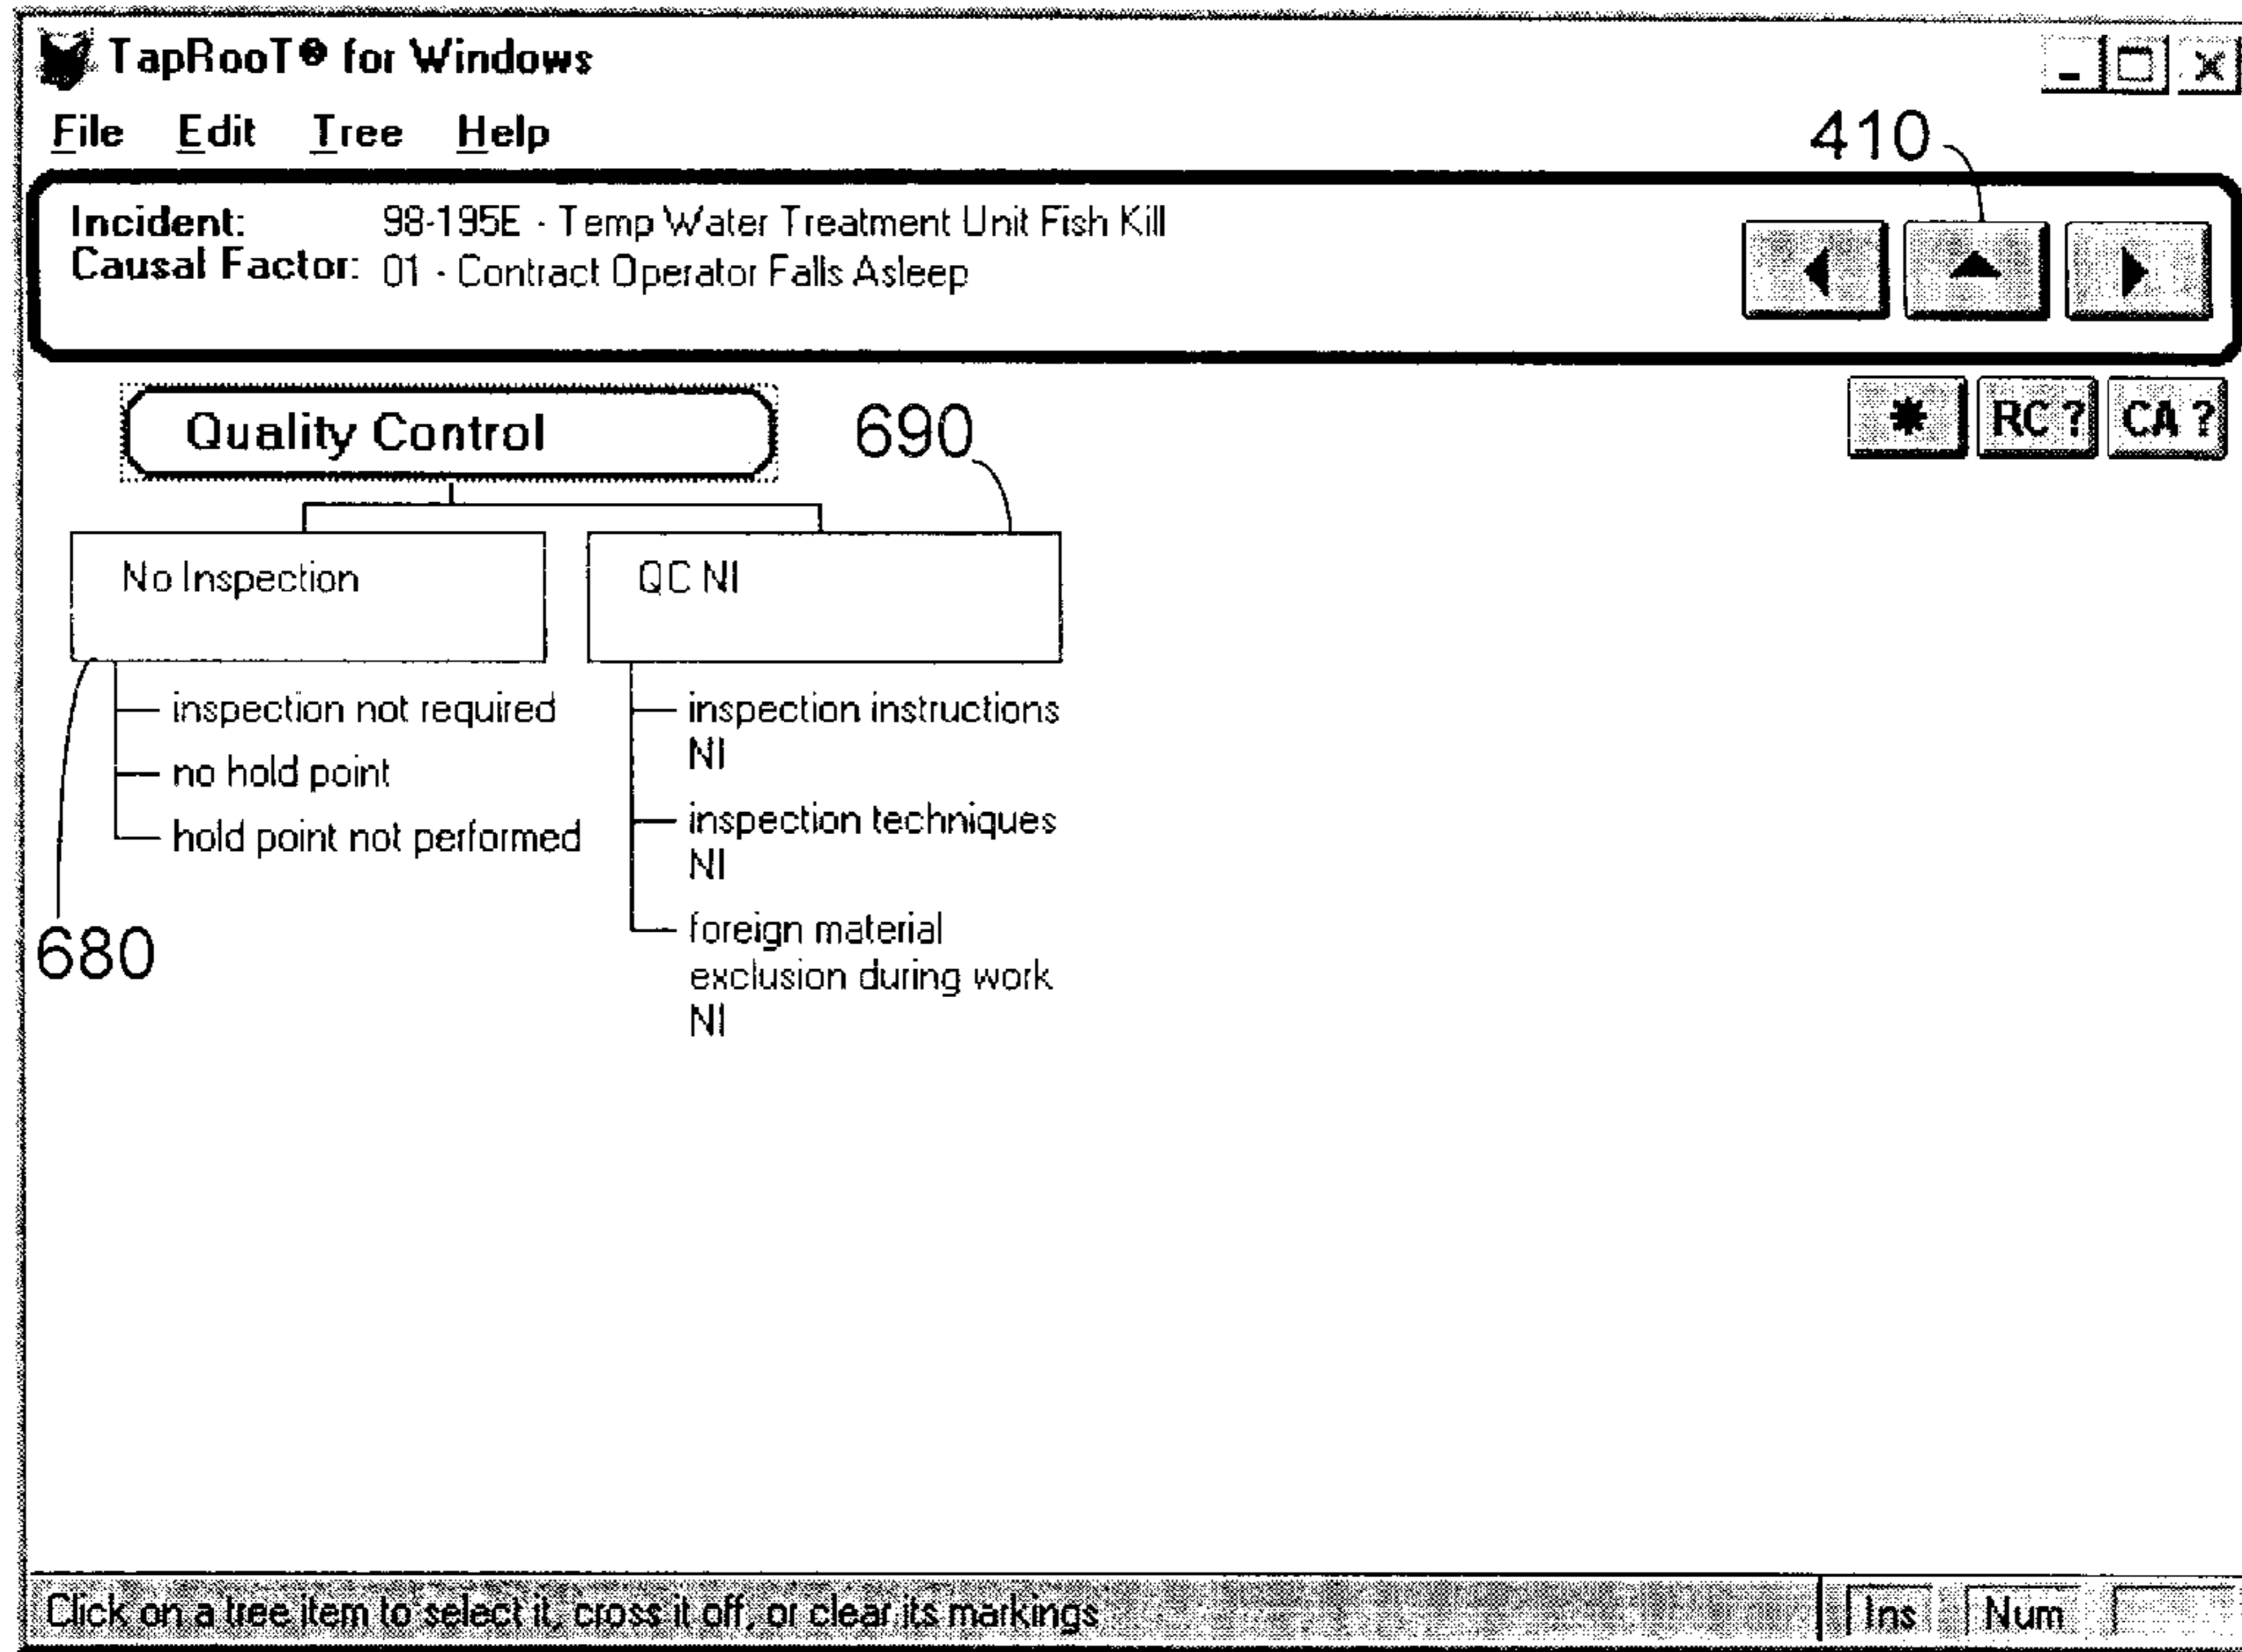 TapRooT® for Windows
File Edit Tree Help
410
Incident: 98-195E - Temp Water Treatment Unit Fish Kill
Causal Factor: 01 - Contract Operator Falls Asleep
Quality Control
690
* RC ? CA ?
No Inspection
QC NI
inspection not required
no hold point
hold point not performed
inspection instructions
NI
inspection techniques
NI
foreign material
exclusion during work
NI
680
Click on a tree item to select it, cross it off, or clear its markings
Ins Num